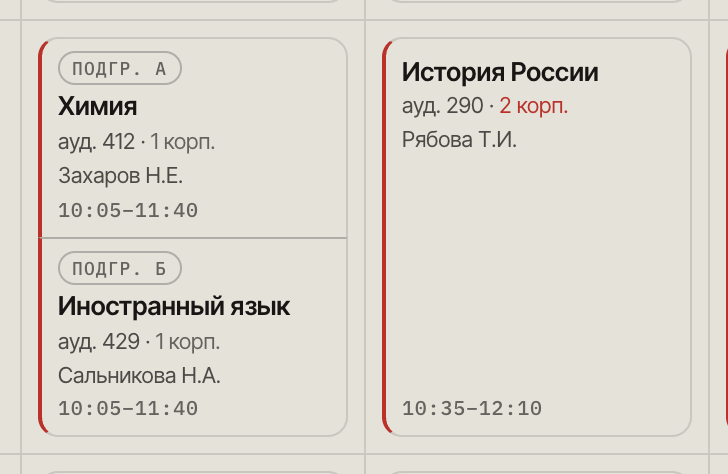 ПОДГР. А
Химия
ауд. 412 · 1 корп.
Захаров Н.Е.
10:05–11:40
ПОДГР. Б
Иностранный язык
ауд. 429 · 1 корп.
Сальникова Н.А.
10:05–11:40
История России
ауд. 290 · 2 корп.
Рябова Т.И.
10:35–12:10